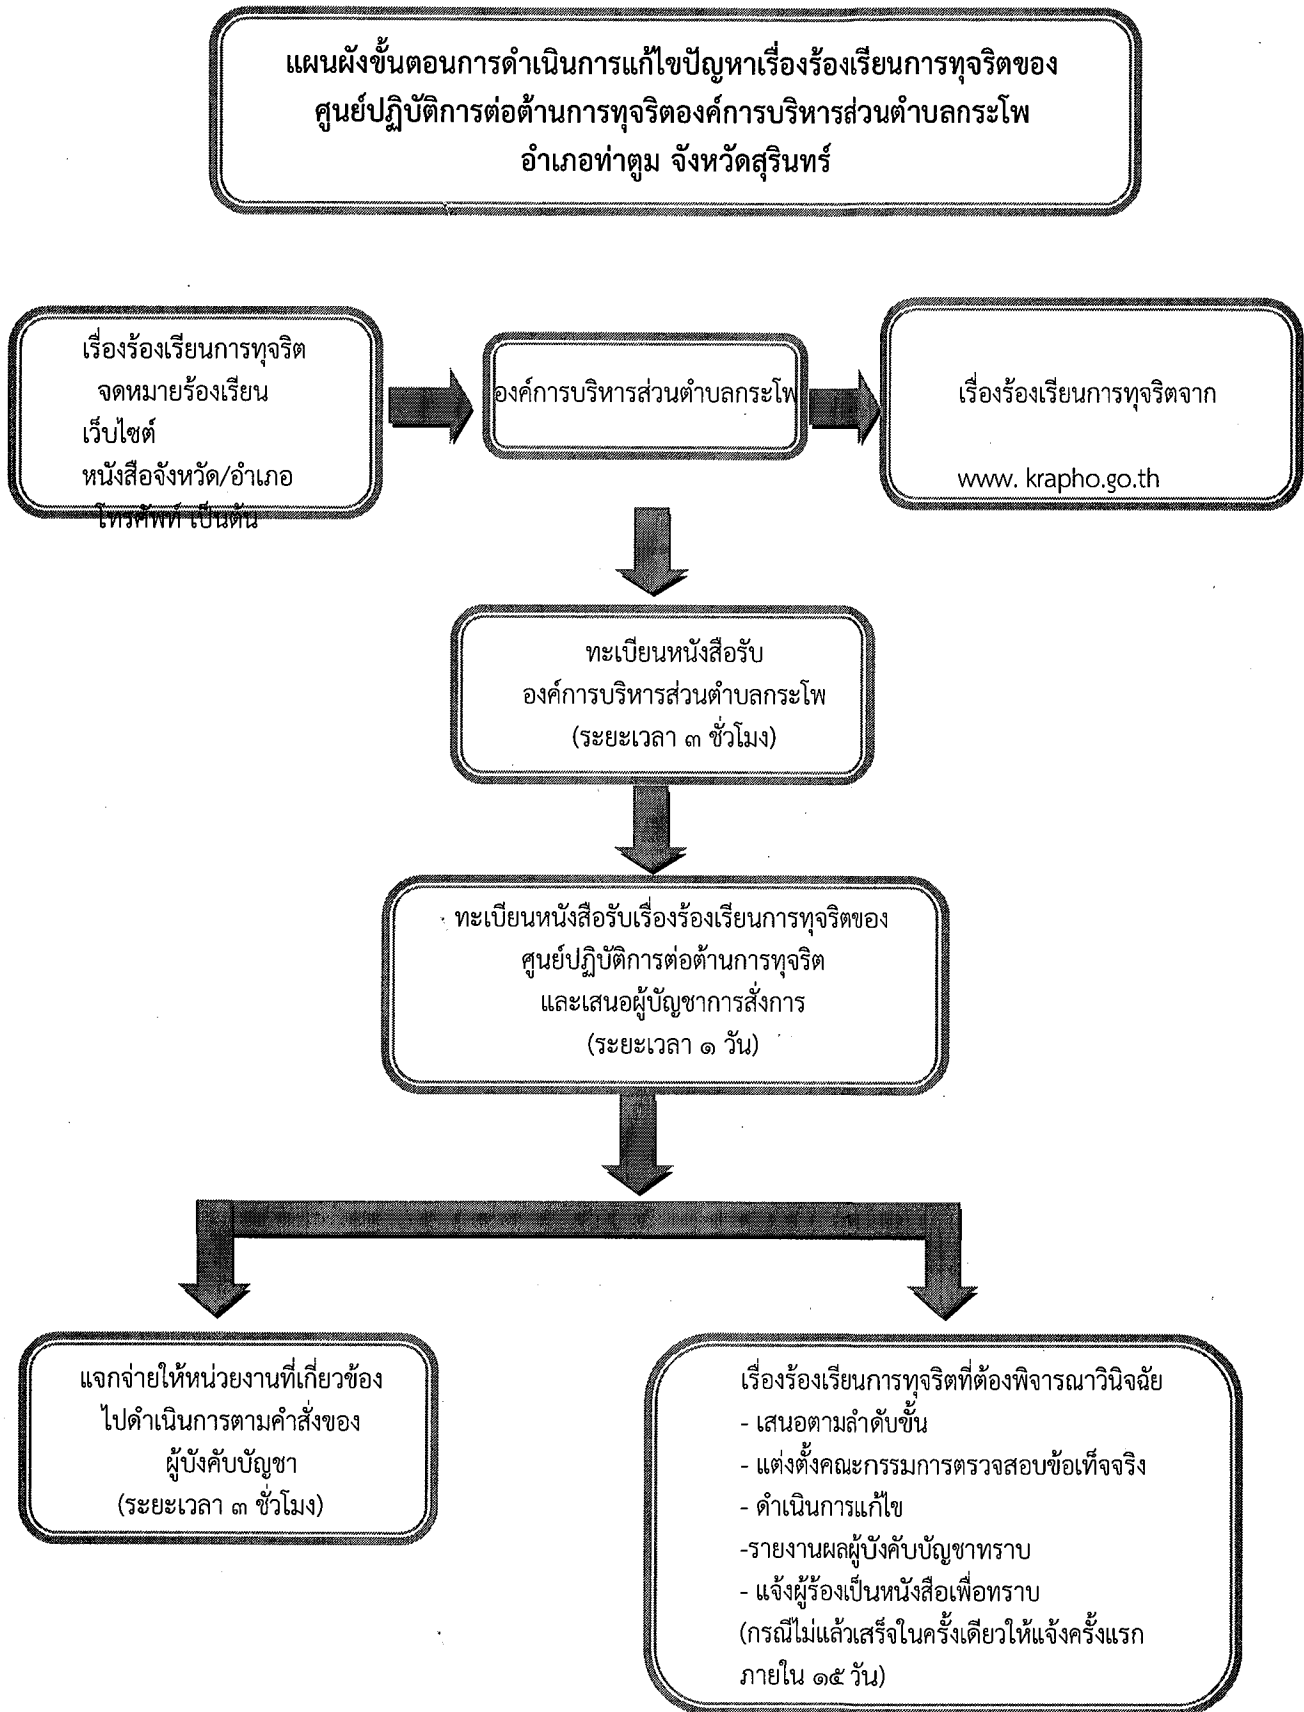 แผนผังขั้นตอนการดำเนินการแก้ไขปัญหาเรื่องร้องเรียนการทุจริตของ
ศูนย์ปฏิบัติการต่อต้านการทุจริตองค์การบริหารส่วนตำบลกระโพ
อำเภอท่าตูม จังหวัดสุรินทร์
เรื่องร้องเรียนการทุจริต
จดหมายร้องเรียน
เว็บไซต์
หนังสือจังหวัด/อำเภอ
โทรศัพท์ เป็นต้น
องค์การบริหารส่วนตำบลกระโพ
เรื่องร้องเรียนการทุจริตจาก
www. krapho.go.th
ทะเบียนหนังสือรับ
องค์การบริหารส่วนตำบลกระโพ
(ระยะเวลา ๓ ชั่วโมง)
ทะเบียนหนังสือรับเรื่องร้องเรียนการทุจริตของ
ศูนย์ปฏิบัติการต่อต้านการทุจริต
และเสนอผู้บัญชาการสั่งการ
(ระยะเวลา ๑ วัน)
แจกจ่ายให้หน่วยงานที่เกี่ยวข้อง
ไปดำเนินการตามคำสั่งของ
ผู้บังคับบัญชา
(ระยะเวลา ๓ ชั่วโมง)
เรื่องร้องเรียนการทุจริตที่ต้องพิจารณาวินิจฉัย
- เสนอตามลำดับขั้น
- แต่งตั้งคณะกรรมการตรวจสอบข้อเท็จจริง
- ดำเนินการแก้ไข
-รายงานผลผู้บังคับบัญชาทราบ
- แจ้งผู้ร้องเป็นหนังสือเพื่อทราบ
(กรณีไม่แล้วเสร็จในครั้งเดียวให้แจ้งครั้งแรก
ภายใน ๑๕ วัน)